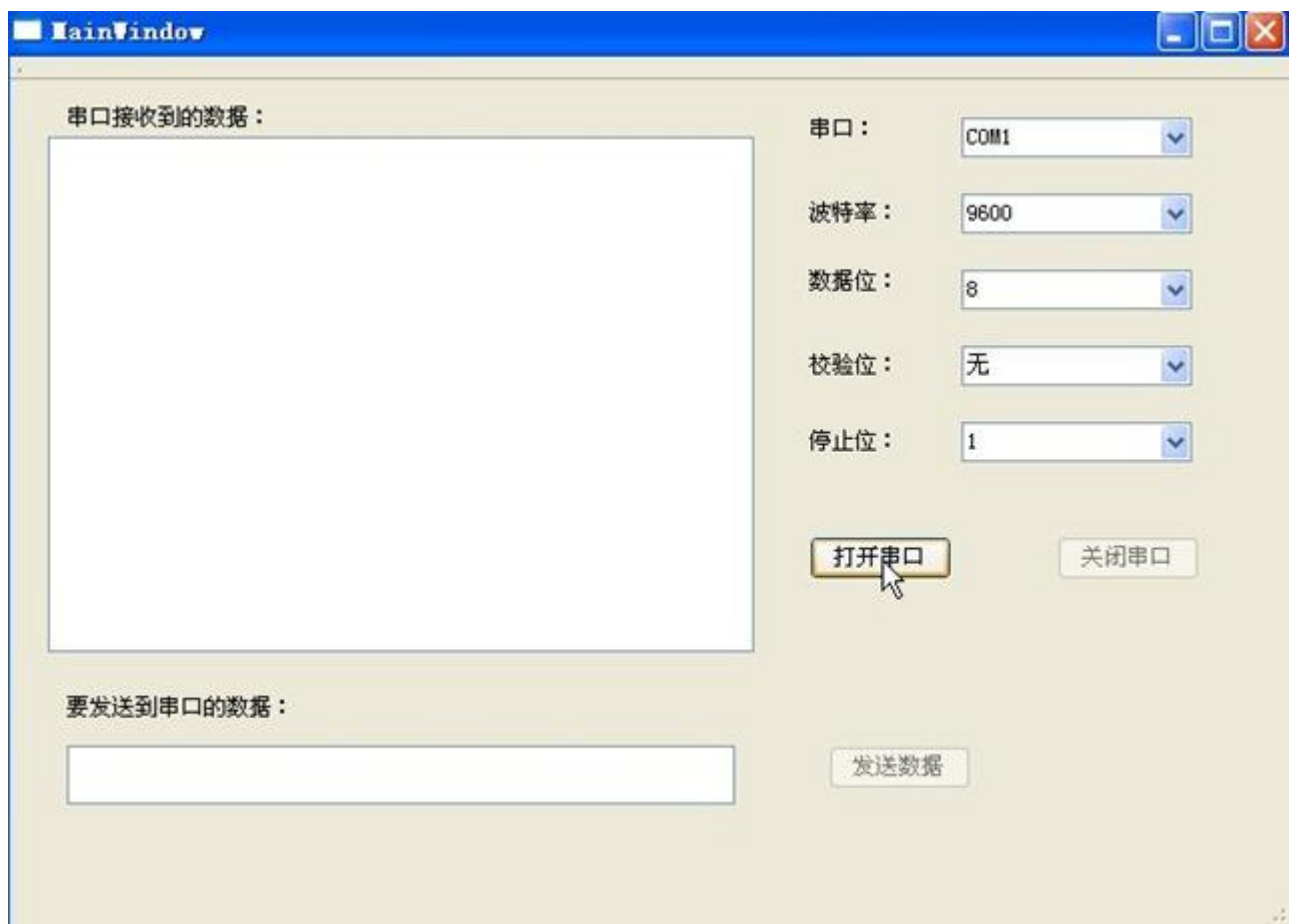 MainWindow
串口接收到的数据：
串口：
COM1
波特率：
9600
数据位：
8
校验位：
无
停止位：
1
打开串口
关闭串口
要发送到串口的数据：
发送数据